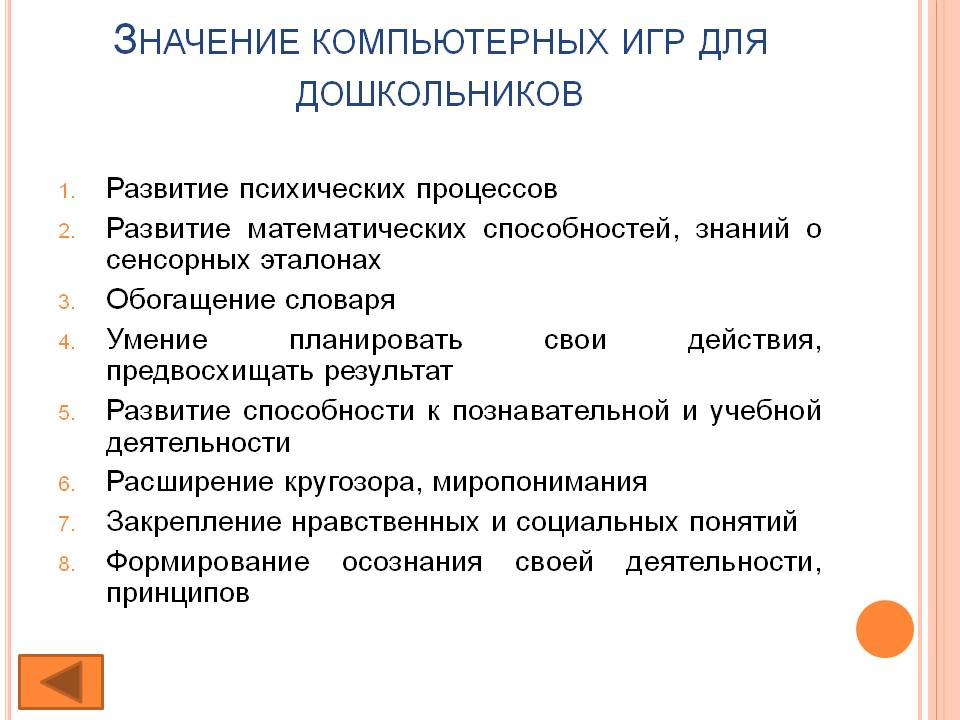 Значение компьютерных игр для
дошкольников
1. Развитие психических процессов
2. Развитие математических способностей, знаний о
сенсорных эталонах
3. Обогащение словаря
4. Умение планировать свои действия,
предвосхищать результат
5. Развитие способности к познавательной и учебной
деятельности
6. Расширение кругозора, миропонимания
7. Закрепление нравственных и социальных понятий
8. Формирование осознания своей деятельности,
принципов